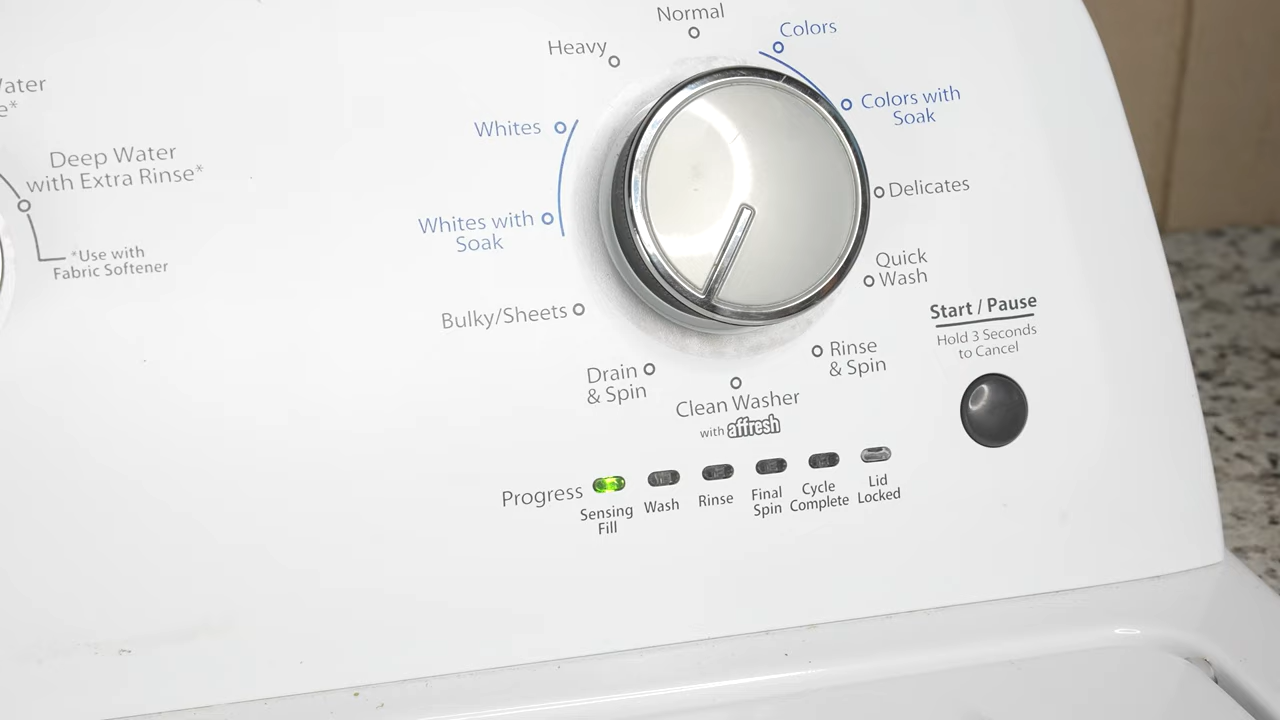 Normal
Colors
Heavy
Colors with
Soak
Whites
Deep Water
with Extra Rinse*
Delicates
Whites with
Soak
*Use with
Fabric Softener
Quick
Wash
Bulky/Sheets
Start / Pause
Hold 3 Seconds
to Cancel
Rinse
& Spin
Drain
& Spin
Clean Washer
with affresh
Progress
Sensing
Fill
Wash
Rinse
Final
Spin
Cycle
Complete
Lid
Locked